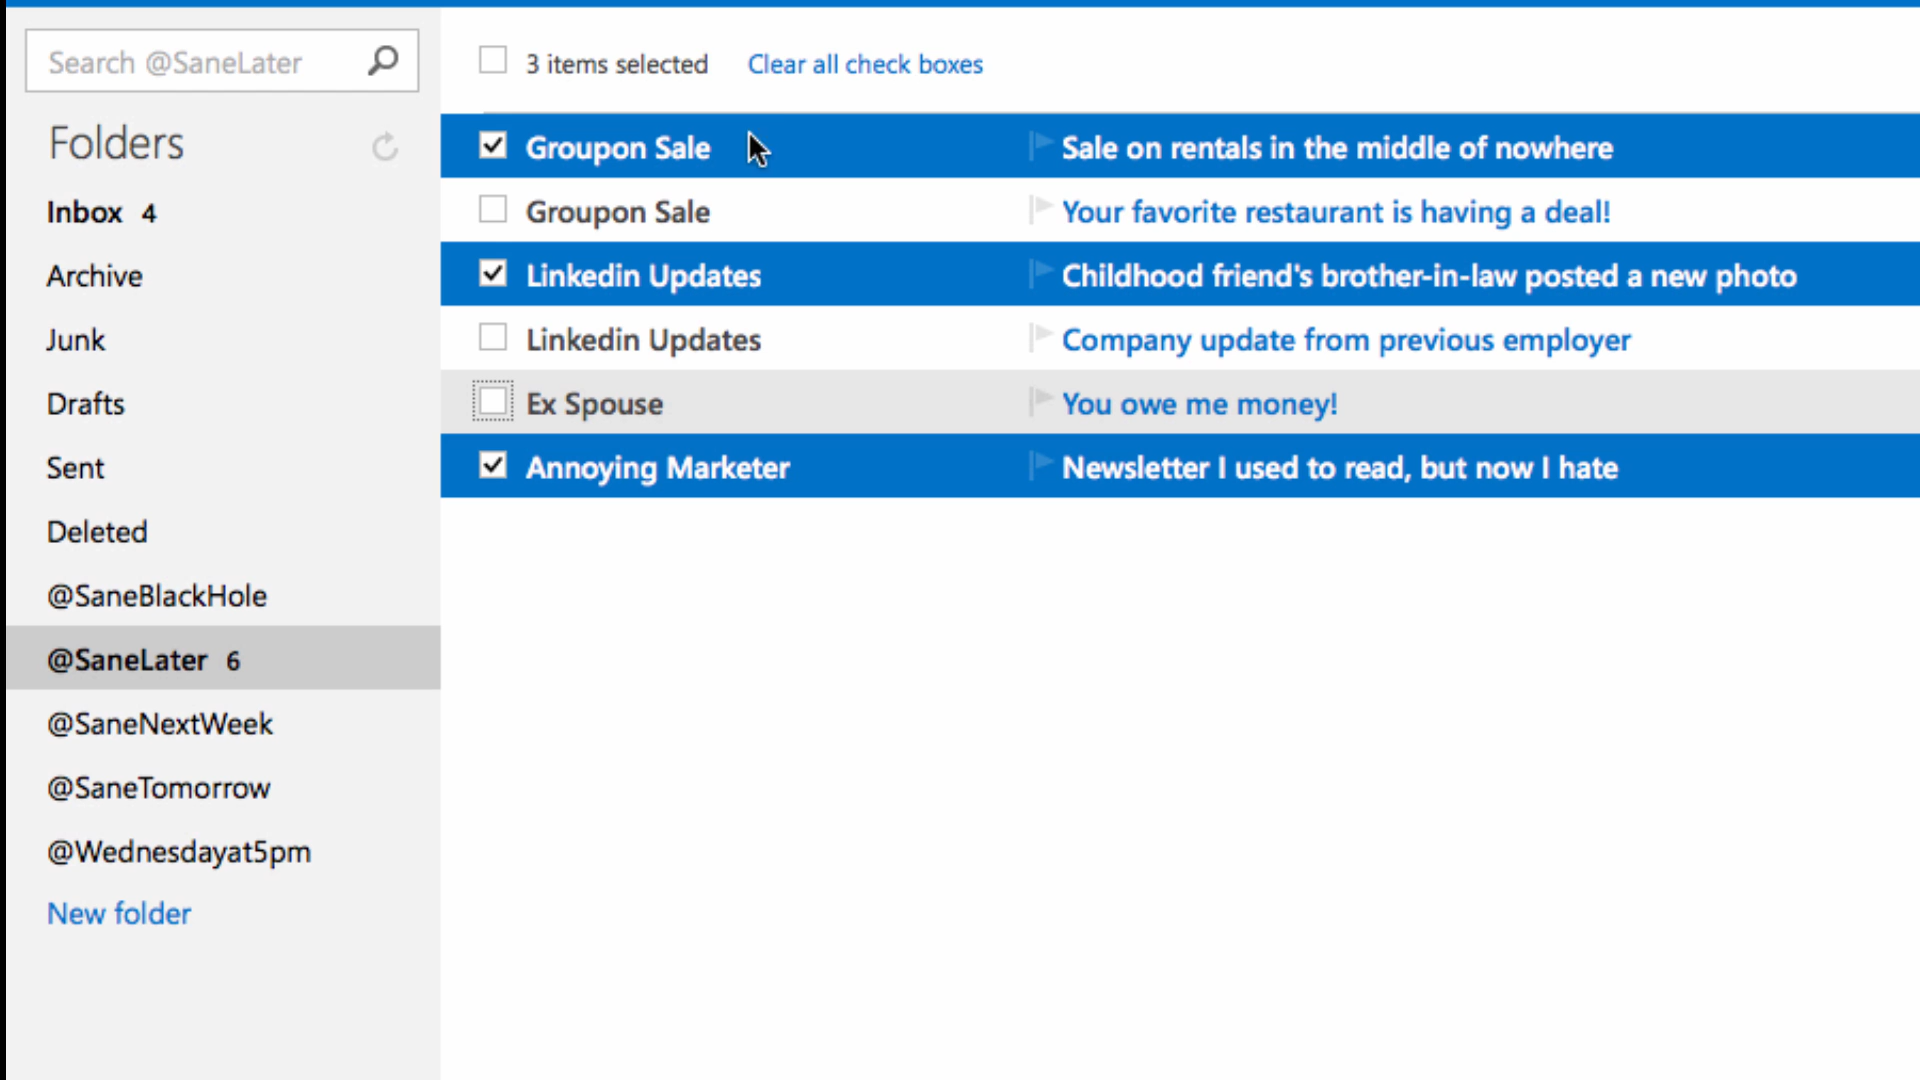 Search @SaneLater
3 items selected Clear all check boxes
Folders
Inbox 4
Archive
Junk
Drafts
Sent
Deleted
@SaneBlackHole
@SaneLater 6
@SaneNextWeek
@SaneTomorrow
@Wednesdayat5pm
New folder
Groupon Sale Sale on rentals in the middle of nowhere
Groupon Sale Your favorite restaurant is having a deal!
Linkedin Updates Childhood friend's brother-in-law posted a new photo
Linkedin Updates Company update from previous employer
Ex Spouse You owe me money!
Annoying Marketer Newsletter I used to read, but now I hate